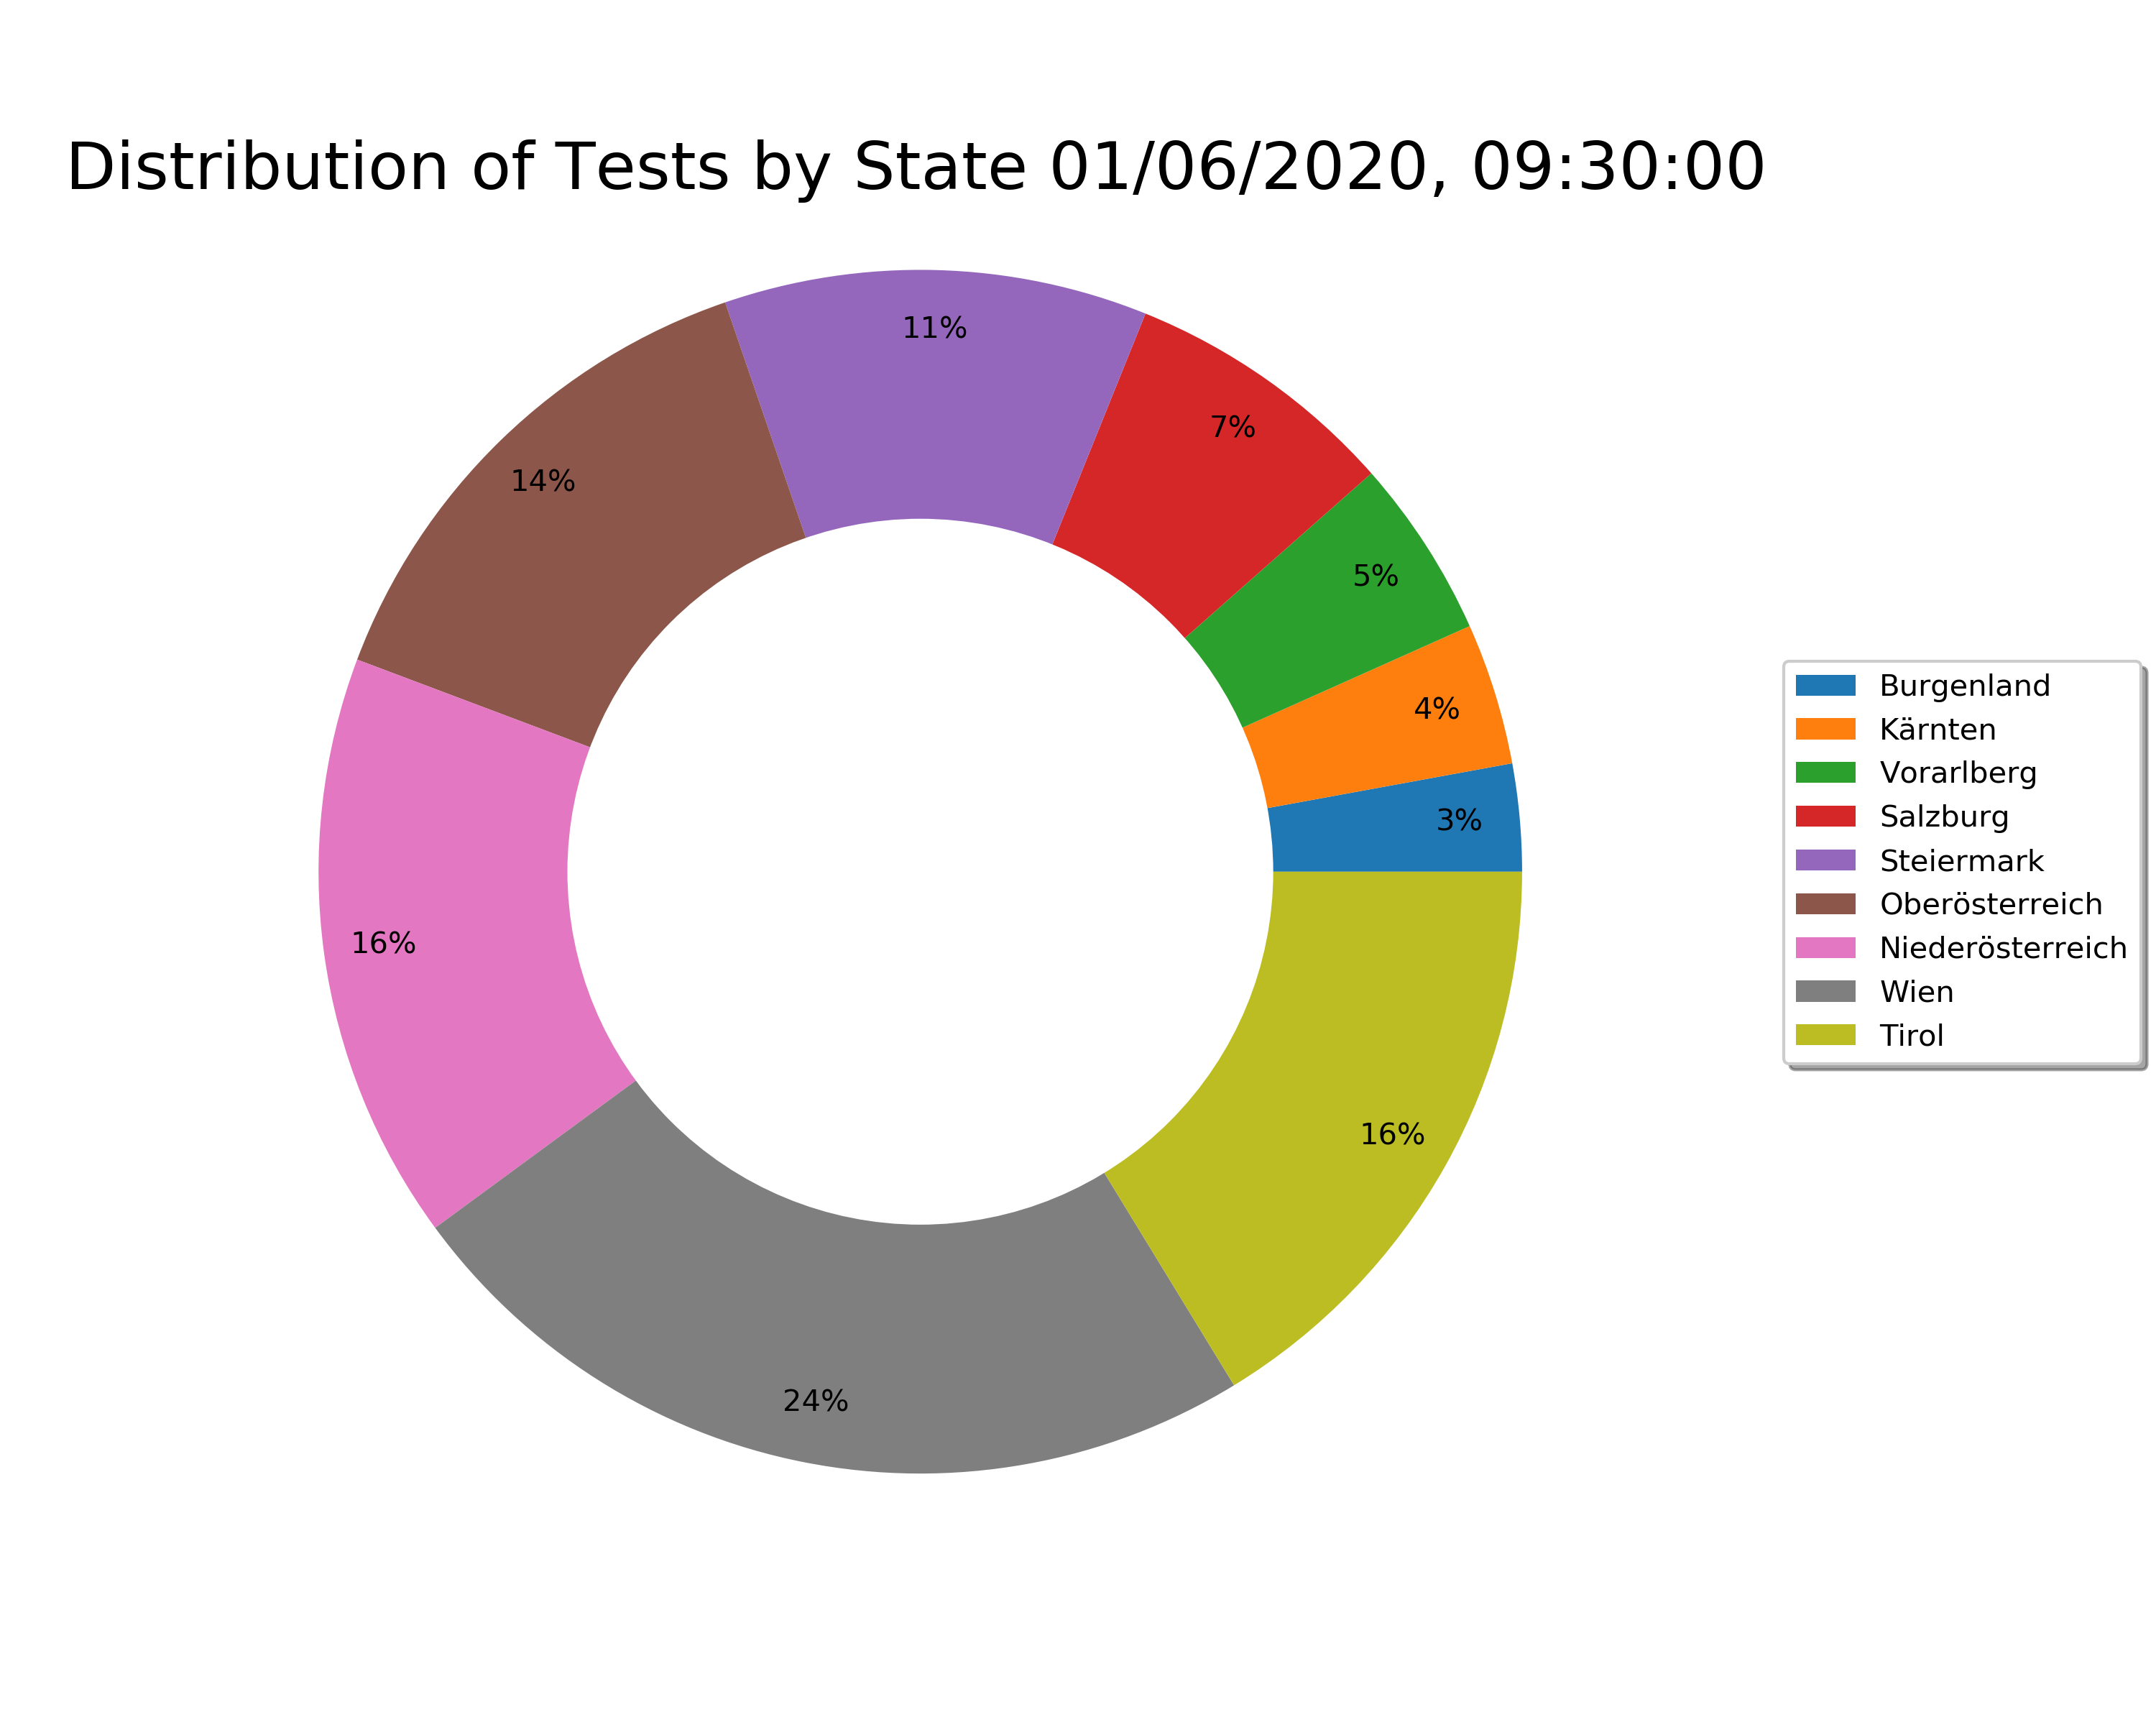 Distribution of Tests by State 01/06/2020, 09:30:00
11%
7%
14%
5%
4%
3%
16%
16%
24%
Burgenland
Kärnten
Vorarlberg
Salzburg
Steiermark
Oberösterreich
Niederösterreich
Wien
Tirol